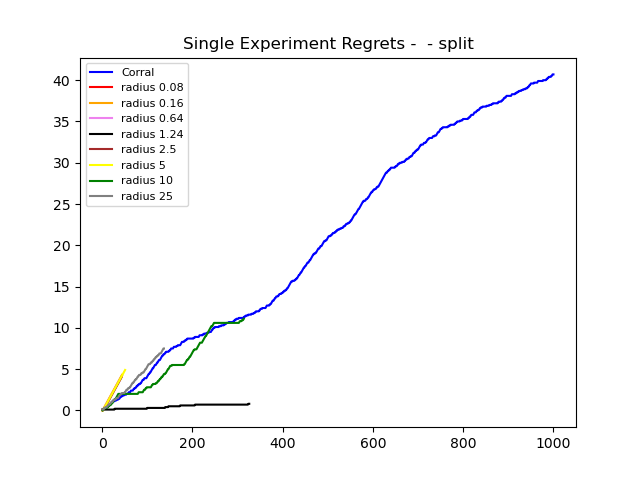 Single Experiment Regrets -  - split
Corral
radius 0.08
radius 0.16
radius 0.64
radius 1.24
radius 2.5
radius 5
radius 10
radius 25
40
35
30
25
20
15
10
5
0
0 200 400 600 800 1000